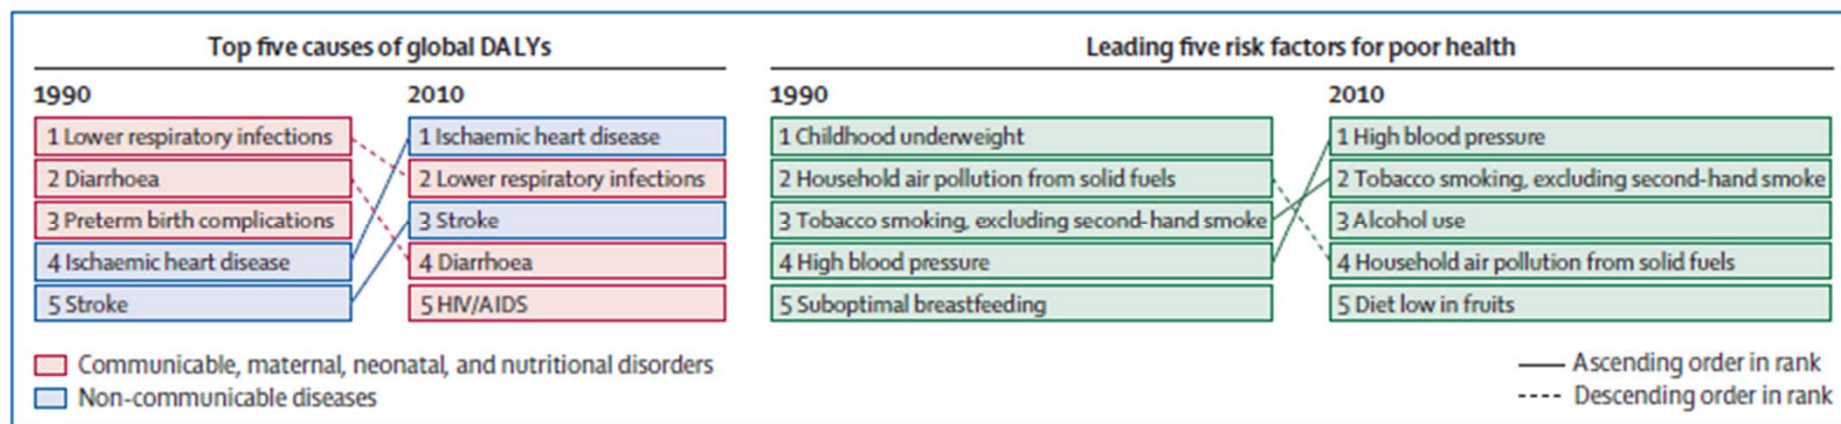 Top five causes of global DALYs
1990
2010
1 Lower respiratory infections
2 Diarrhoea
3 Preterm birth complications
4 Ischaemic heart disease
5 Stroke
1 Ischaemic heart disease
2 Lower respiratory infections
3 Stroke
4 Diarrhoea
5 HIV/AIDS
Communicable, maternal, neonatal, and nutritional disorders
Non-communicable diseases
Leading five risk factors for poor health
1990
2010
1 Childhood underweight
2 Household air pollution from solid fuels
3 Tobacco smoking, excluding second-hand smoke
4 High blood pressure
5 Suboptimal breastfeeding
1 High blood pressure
2 Tobacco smoking, excluding second-hand smoke
3 Alcohol use
4 Household air pollution from solid fuels
5 Diet low in fruits
Ascending order in rank
Descending order in rank